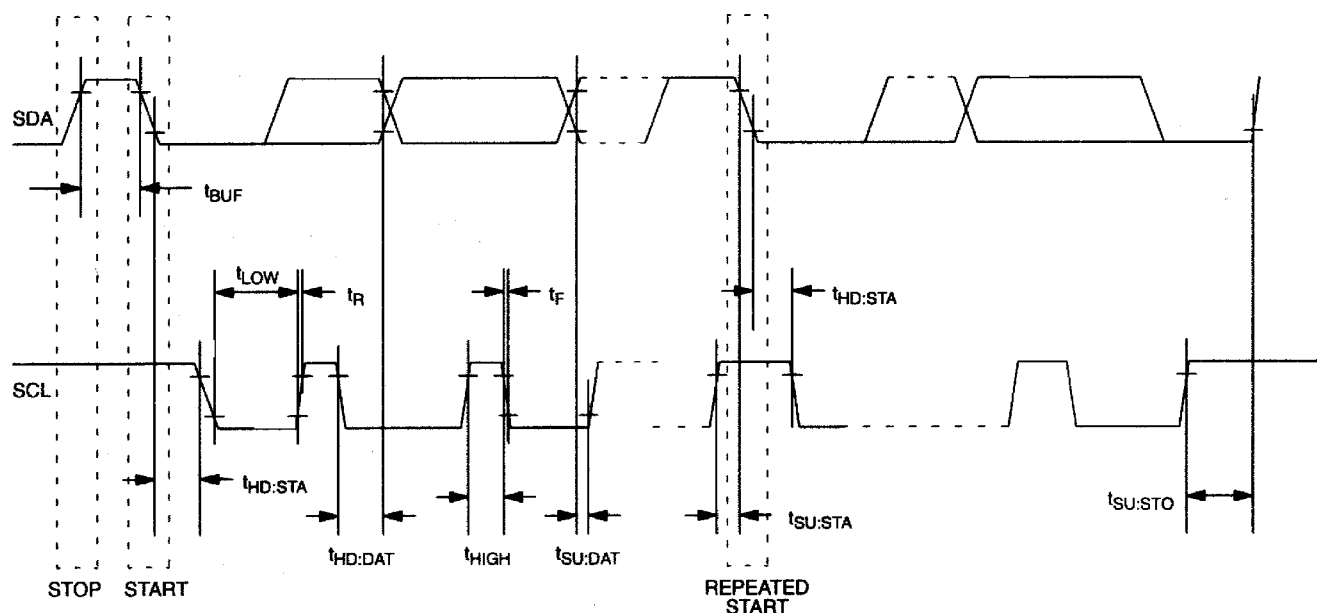 SDA
tBUF
tLOW
tR
tF
tHD:STA
SCL
tHD:STA
tHD:DAT
tHIGH
tSU:DAT
tSU:STA
tSU:STO
STOP
START
REPEATED
START